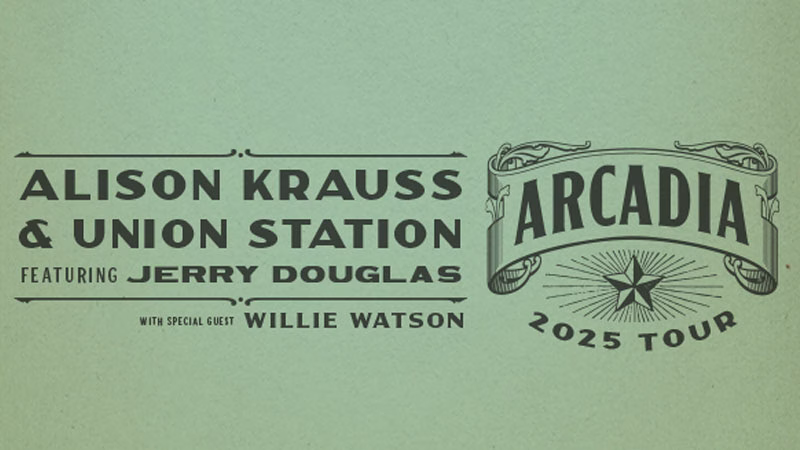 ALISON KRAUSS
& UNION STATION
FEATURING JERRY DOUGLAS
WITH SPECIAL GUEST WILLIE WATSON
ARCADIA
2025 TOUR